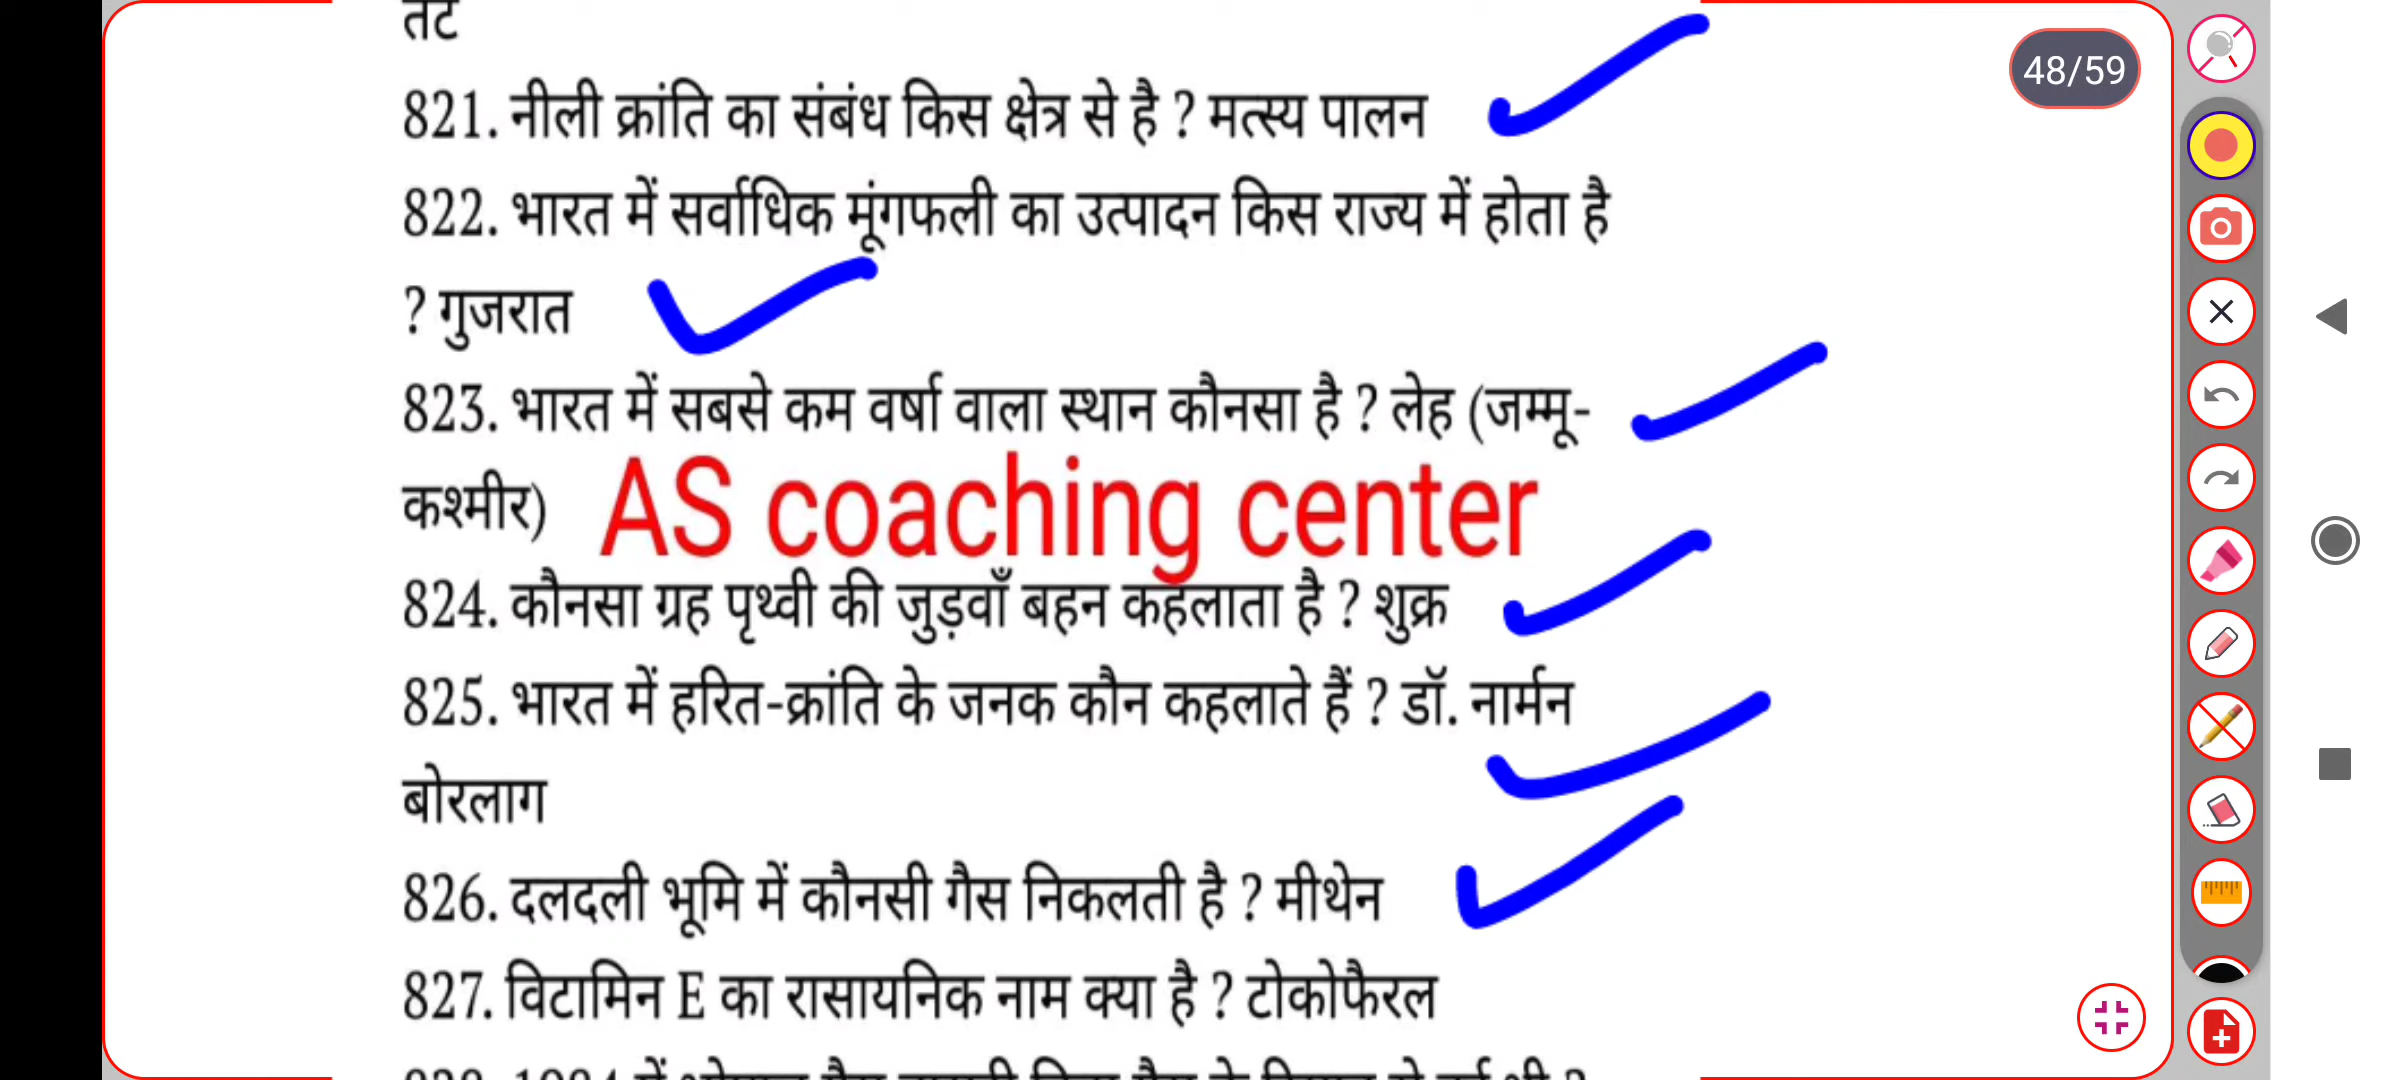 तट
48/59
821. नीली क्रांति का संबंध किस क्षेत्र से है ? मत्स्य पालन
822. भारत में सर्वाधिक मूंगफली का उत्पादन किस राज्य में होता है
? गुजरात
823. भारत में सबसे कम वर्षा वाला स्थान कौनसा है ? लेह (जम्मू-
कश्मीर)
AS coaching center
824. कौनसा ग्रह पृथ्वी की जुड़वाँ बहन कहलाता है ? शुक्र
825. भारत में हरित-क्रांति के जनक कौन कहलाते हैं ? डॉ. नार्मन
बोरलाग
826. दलदली भूमि में कौनसी गैस निकलती है ? मीथेन
827. विटामिन E का रासायनिक नाम क्या है ? टोकोफैरल